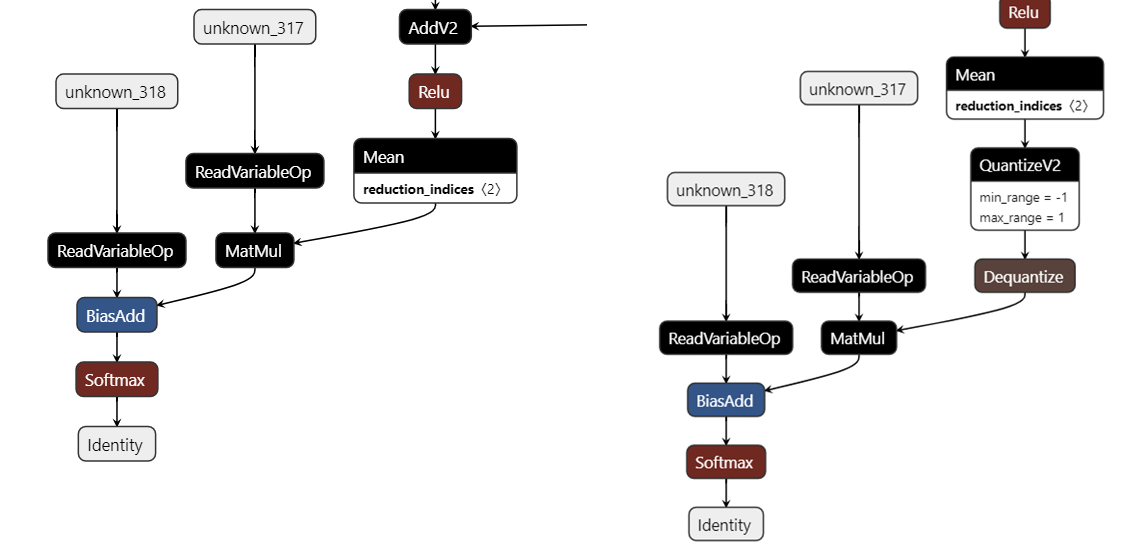 unknown_317
AddV2
unknown_318
Relu
Mean
reduction_indices 〈2〉
ReadVariableOp
ReadVariableOp
MatMul
BiasAdd
Softmax
Identity
Relu
Mean
reduction_indices 〈2〉
unknown_317
QuantizeV2
min_range = -1
max_range = 1
unknown_318
ReadVariableOp
Dequantize
ReadVariableOp
MatMul
BiasAdd
Softmax
Identity